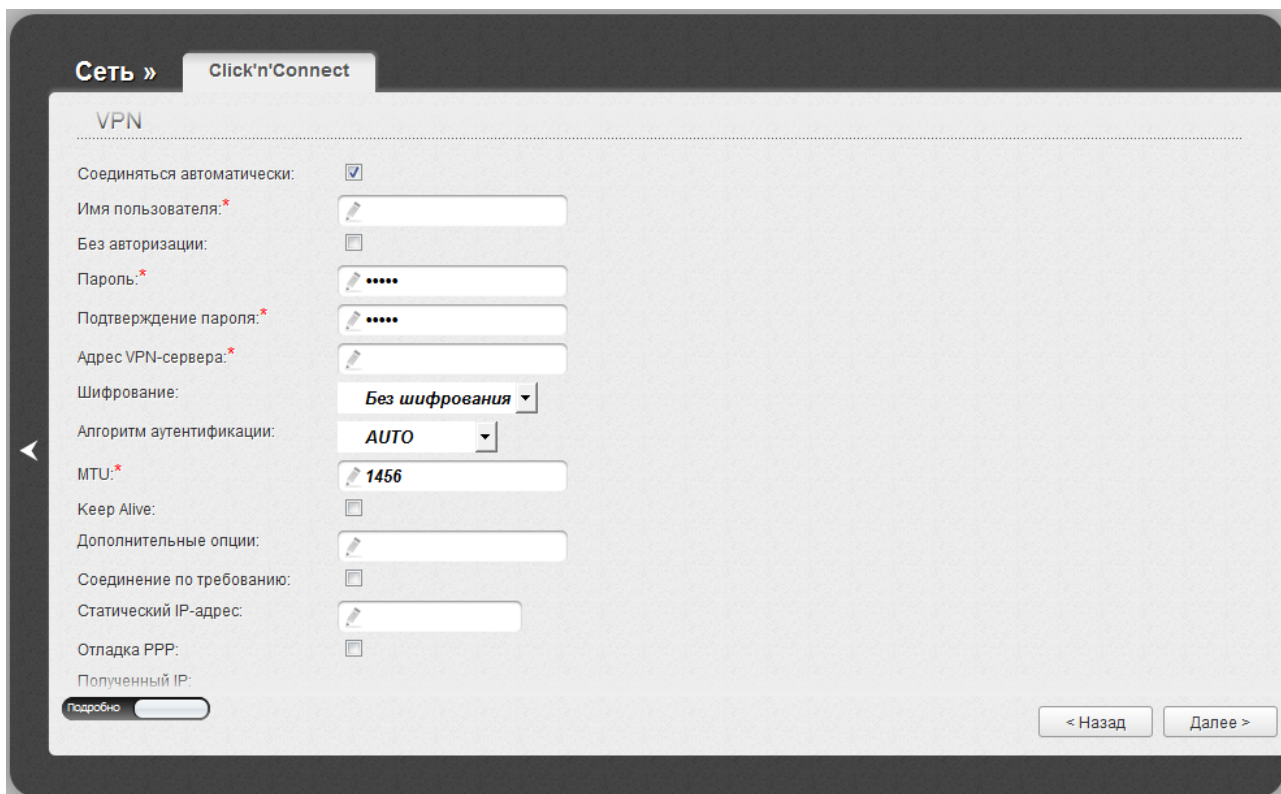 Сеть »
Click'n'Connect
VPN
Соединяться автоматически:
Имя пользователя:*
Без авторизации:
Пароль:* •••••
Подтверждение пароля:* •••••
Адрес VPN-сервера:*
Шифрование: Без шифрования
Алгоритм аутентификации: AUTO
MTU:* 1456
Keep Alive:
Дополнительные опции:
Соединение по требованию:
Статический IP-адрес:
Отладка PPP:
Полученный IP:
Подробно
< Назад Далее >